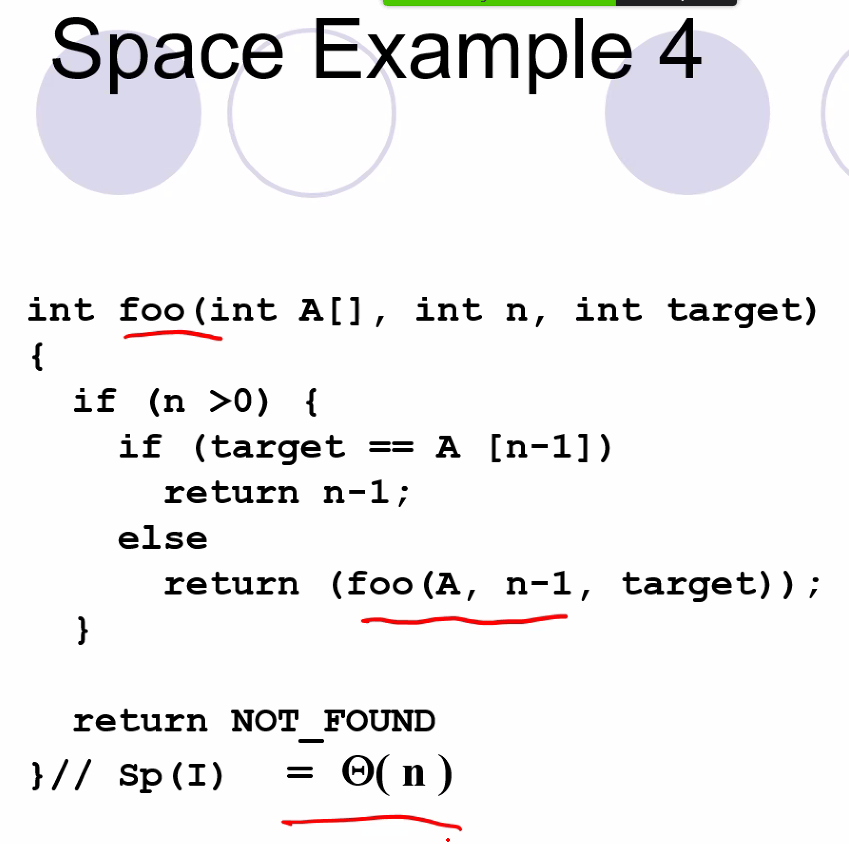 Space Example 4
int foo(int A[], int n, int target)
{
if (n >0) {
if (target == A [n-1])
return n-1;
else
return (foo(A, n-1, target));
}
return NOT_FOUND
}// Sp(I) = Θ( n )